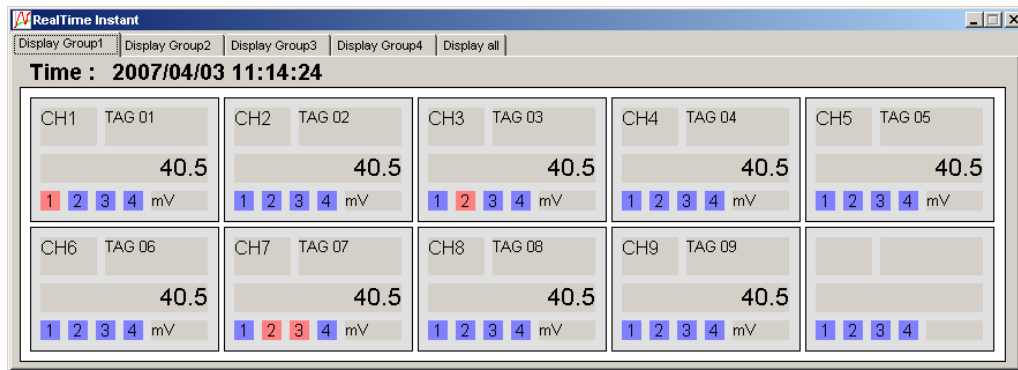 RealTime Instant
Display Group1 Display Group2 Display Group3 Display Group4 Display all
Time : 2007/04/03 11:14:24
CH1 TAG 01 CH2 TAG 02 CH3 TAG 03 CH4 TAG 04 CH5 TAG 05
40.5 40.5 40.5 40.5 40.5
1 2 3 4 mV 1 2 3 4 mV 1 2 3 4 mV 1 2 3 4 mV 1 2 3 4 mV
CH6 TAG 06 CH7 TAG 07 CH8 TAG 08 CH9 TAG 09
40.5 40.5 40.5 40.5
1 2 3 4 mV 1 2 3 4 mV 1 2 3 4 mV 1 2 3 4 mV 1 2 3 4